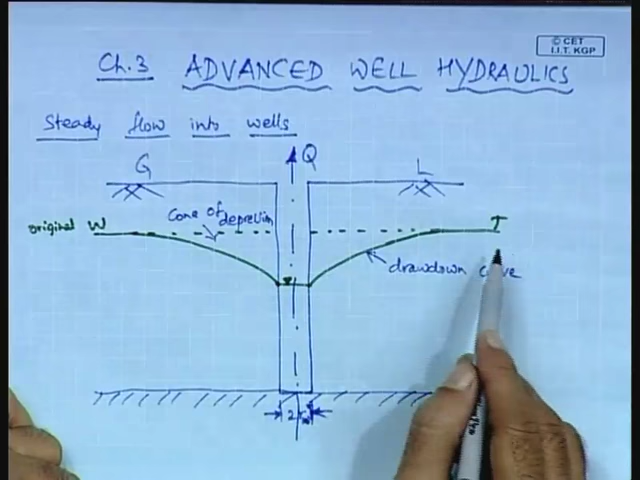 © CET
I.I.T. KGP
Ch.3 ADVANCED WELL HYDRAULICS
Steady flow into wells
Q
G L
Cone of
depression
original W T
drawdown
2